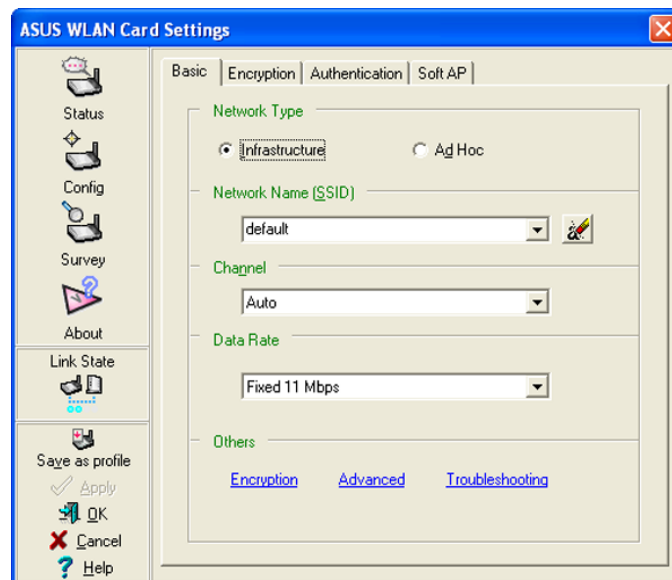 ASUS WLAN Card Settings
Status
Config
Survey
About
Link State
Save as profile
Apply
OK
Cancel
Help
Basic
Encryption
Authentication
Soft AP
Network Type
Infrastructure
Ad Hoc
Network Name (SSID)
default
Channel
Auto
Data Rate
Fixed 11 Mbps
Others
Encryption Advanced Troubleshooting